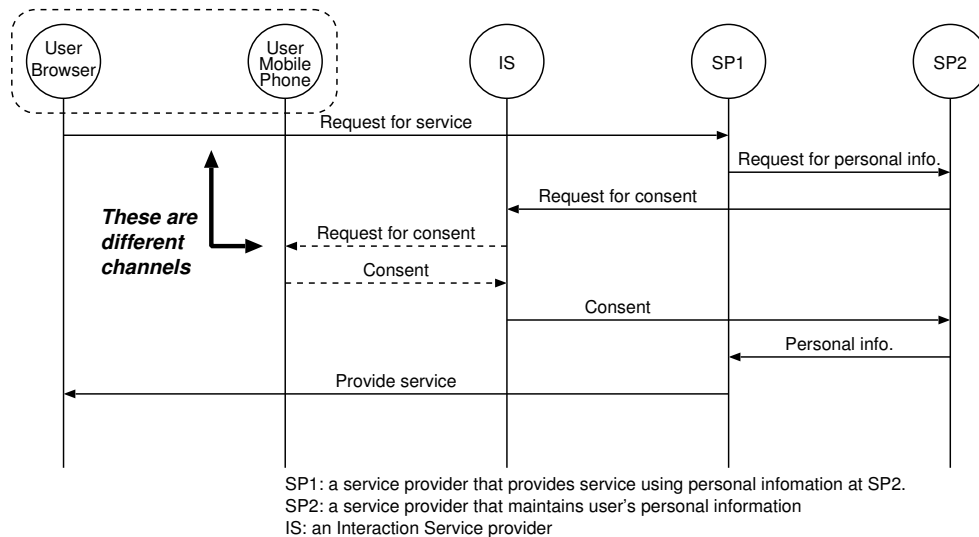 User
Browser
User
Mobile
Phone
IS
SP1
SP2
Request for service
Request for personal info.
Request for consent
These are
different
channels
Request for consent
Consent
Consent
Personal info.
Provide service
SP1: a service provider that provides service using personal infomation at SP2.
SP2: a service provider that maintains user's personal information
IS: an Interaction Service provider